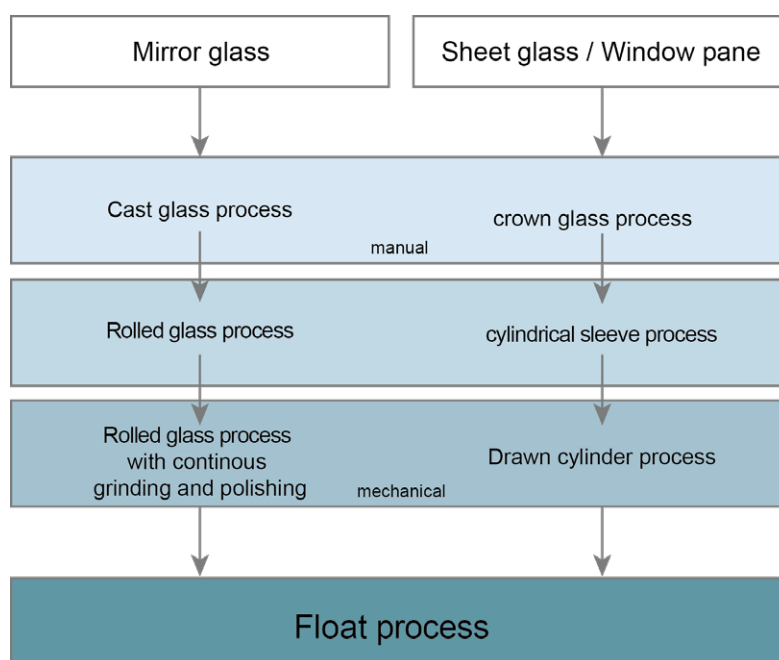 Mirror glass
Sheet glass / Window pane
Cast glass process
crown glass process
manual
Rolled glass process
cylindrical sleeve process
Rolled glass process
with continous
grinding and polishing
Drawn cylinder process
mechanical
Float process